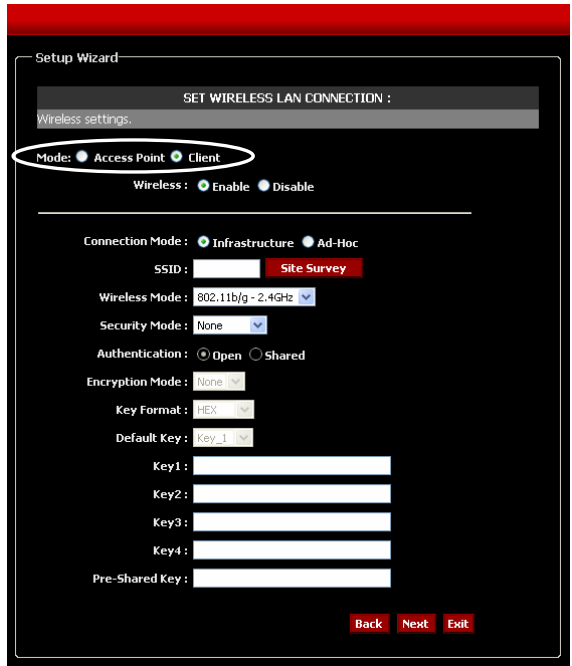 Setup Wizard
SET WIRELESS LAN CONNECTION :
Wireless settings.
Mode: Access Point Client
Wireless : Enable Disable
Connection Mode : Infrastructure Ad-Hoc
SSID : Site Survey
Wireless Mode : 802.11b/g - 2.4GHz
Security Mode : None
Authentication : Open Shared
Encryption Mode : None
Key Format : HEX
Default Key : Key_1
Key1 :
Key2 :
Key3 :
Key4 :
Pre-Shared Key :
Back Next Exit